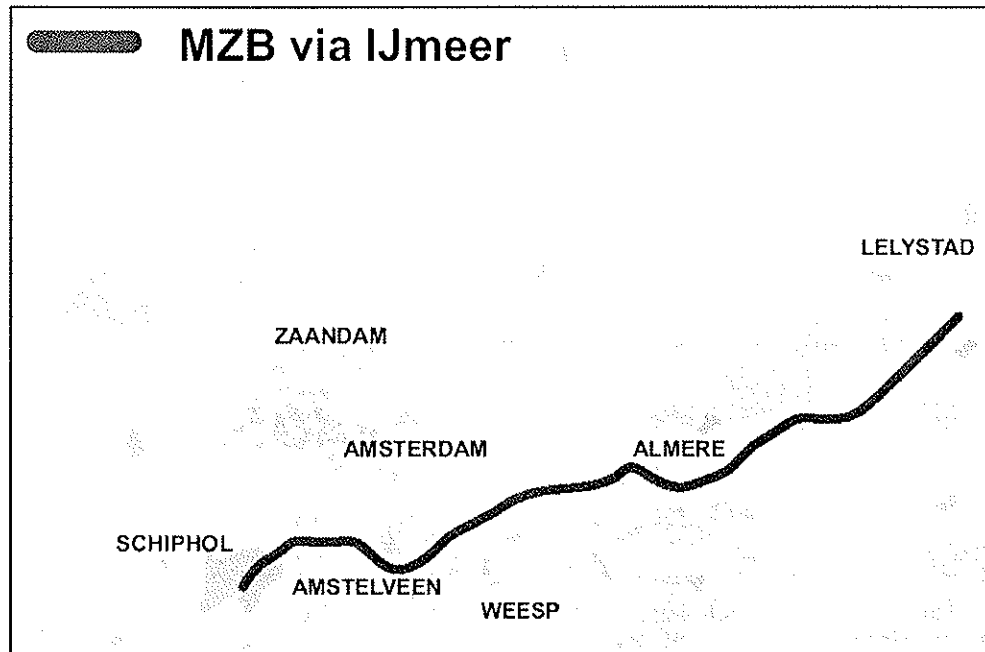 MZB via IJmeer
LELYSTAD
ZAANDAM
AMSTERDAM
ALMERE
SCHIPHOL
AMSTELVEEN
WEESP